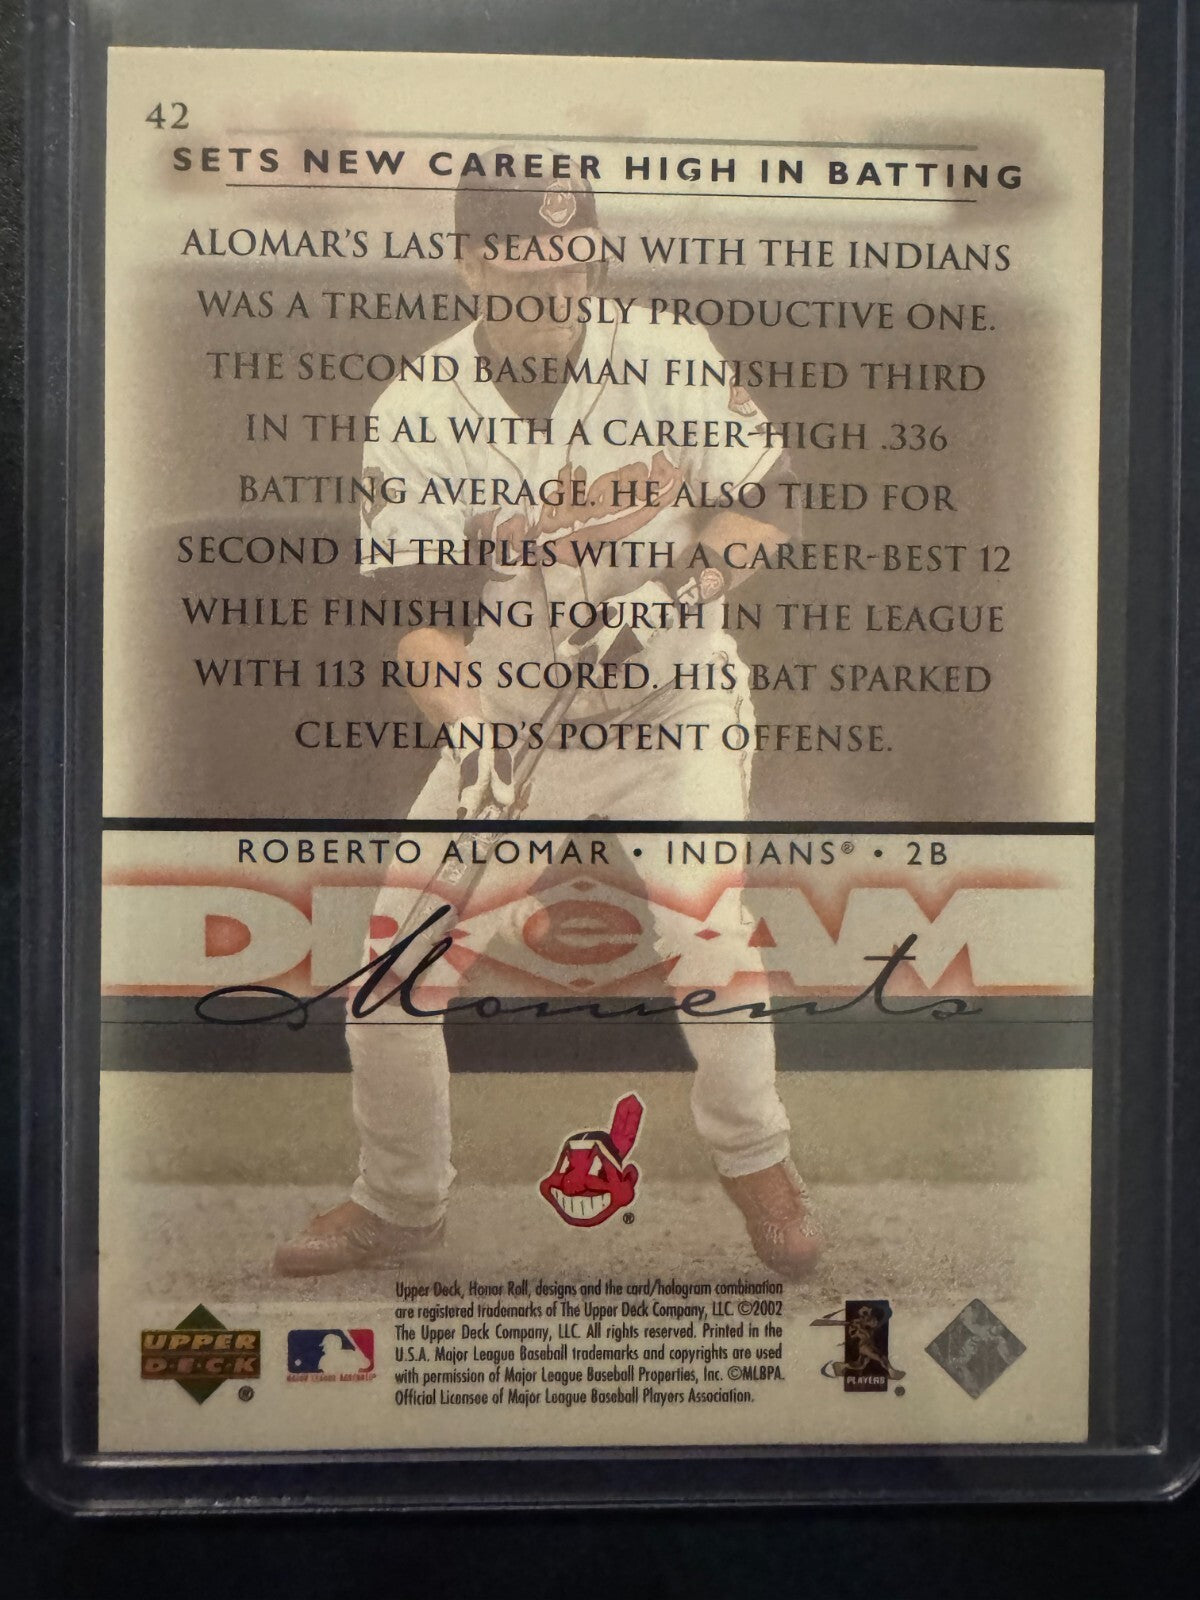 42
SETS NEW CAREER HIGH IN BATTING
ALOMAR'S LAST SEASON WITH THE INDIANS
WAS A TREMENDOUSLY PRODUCTIVE ONE.
THE SECOND BASEMAN FINISHED THIRD
IN THE AL WITH A CAREER-HIGH .336
BATTING AVERAGE. HE ALSO TIED FOR
SECOND IN TRIPLES WITH A CAREER-BEST 12
WHILE FINISHING FOURTH IN THE LEAGUE
WITH 113 RUNS SCORED. HIS BAT SPARKED
CLEVELAND'S POTENT OFFENSE.
ROBERTO ALOMAR • INDIANS® • 2B
DREAM
Moments
®
Upper Deck, Honor Roll, designs and the card/hologram combination
are registered trademarks of The Upper Deck Company, LLC. ©2002
The Upper Deck Company, LLC. All rights reserved. Printed in the
U.S.A. Major League Baseball trademarks and copyrights are used
with permission of Major League Baseball Properties, Inc. ©MLBPA.
Official Licensee of Major League Baseball Players Association.
UPPER
D·E·C·K
®
MAJOR LEAGUE BASEBALL
PLAYERS